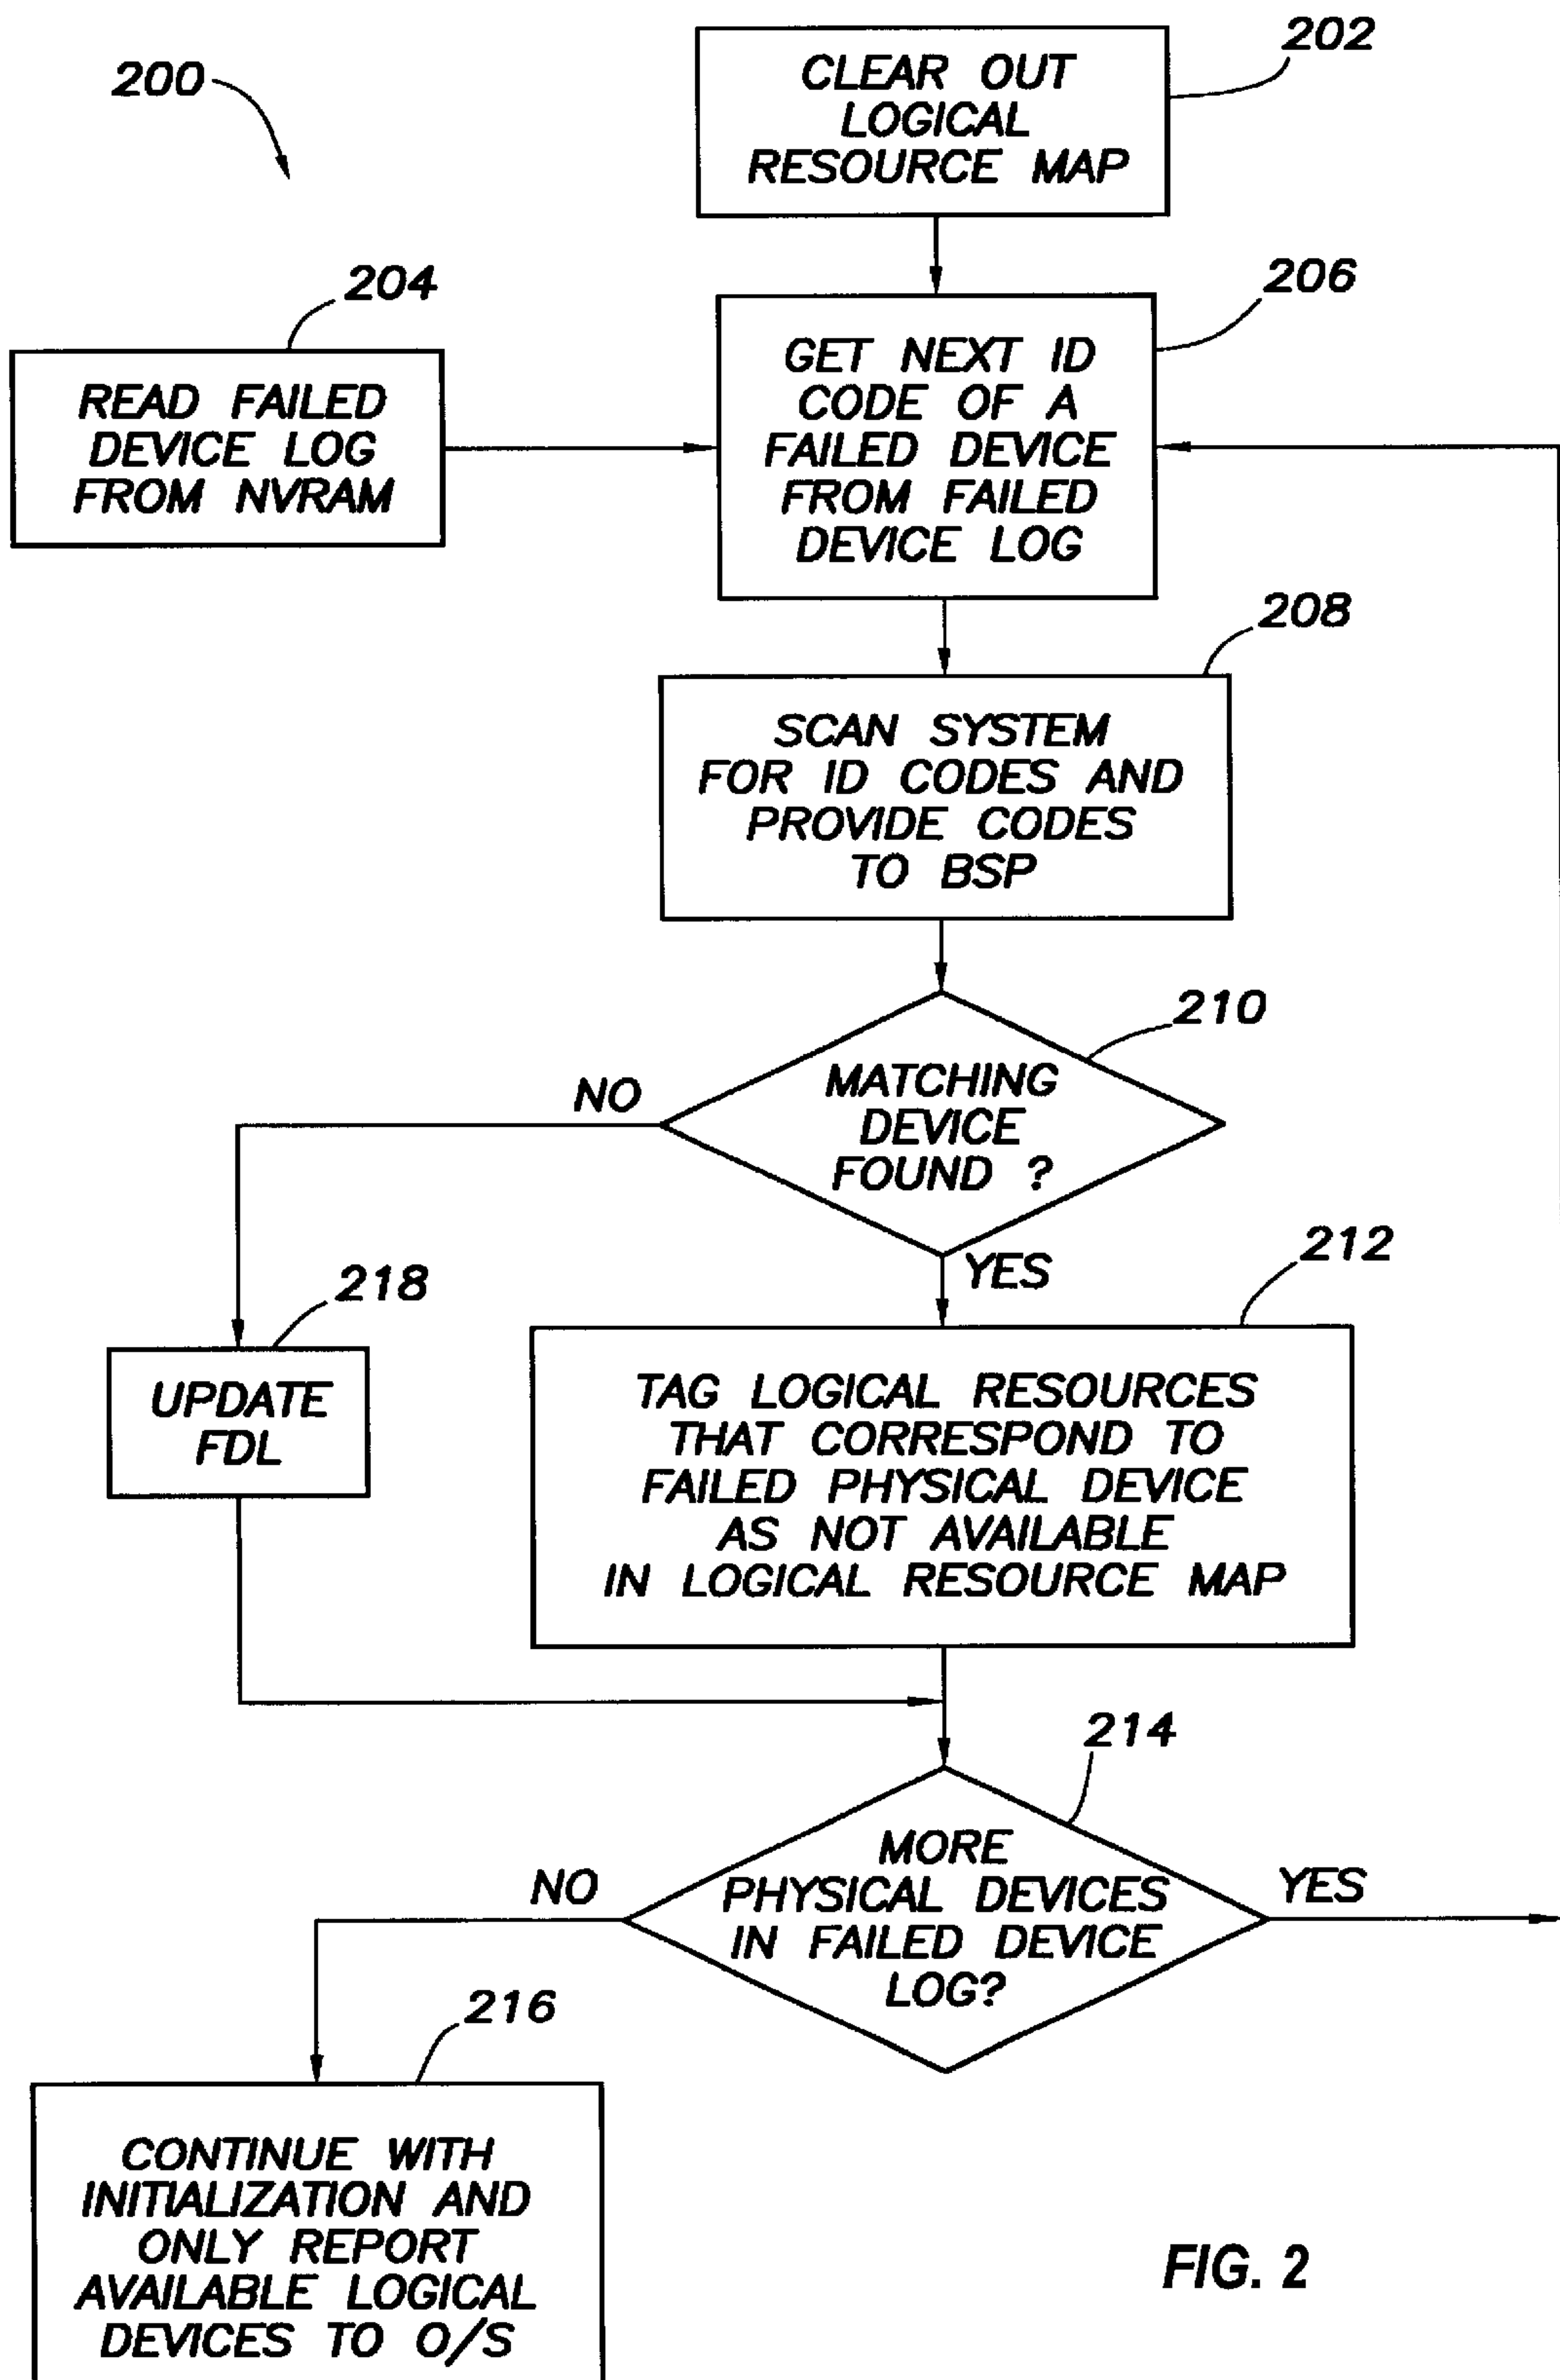 200
202
CLEAR OUT
LOGICAL
RESOURCE MAP
204
READ FAILED
DEVICE LOG
FROM NVRAM
206
GET NEXT ID
CODE OF A
FAILED DEVICE
FROM FAILED
DEVICE LOG
208
SCAN SYSTEM
FOR ID CODES AND
PROVIDE CODES
TO BSP
210
MATCHING
DEVICE
FOUND ?
NO
YES
218
UPDATE
FDL
212
TAG LOGICAL RESOURCES
THAT CORRESPOND TO
FAILED PHYSICAL DEVICE
AS NOT AVAILABLE
IN LOGICAL RESOURCE MAP
214
MORE
PHYSICAL DEVICES
IN FAILED DEVICE
LOG?
NO
YES
216
CONTINUE WITH
INITIALIZATION AND
ONLY REPORT
AVAILABLE LOGICAL
DEVICES TO O/S
FIG. 2